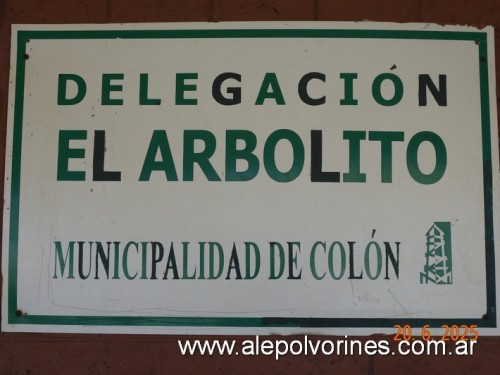 DELEGACIÓN
EL ARBOLITO
MUNICIPALIDAD DE COLÓN
20.6.2025
www.alepolvorines.com.ar